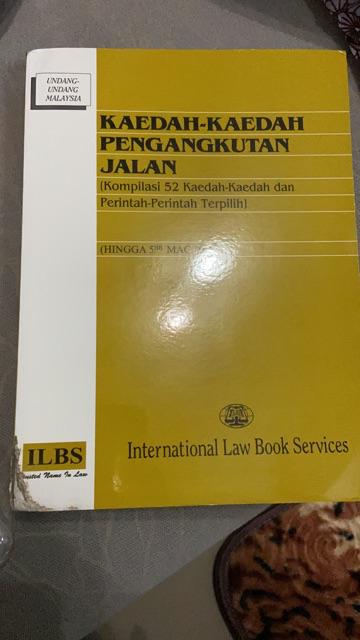 UNDANG-
UNDANG
MALAYSIA
KAEDAH-KAEDAH
PENGANGKUTAN
JALAN
(Kompilasi 52 Kaedah-Kaedah dan
Perintah-Perintah Terpilih)
(HINGGA 5HB MAC
International Law Book Services
ILBS
Trusted Name In Law